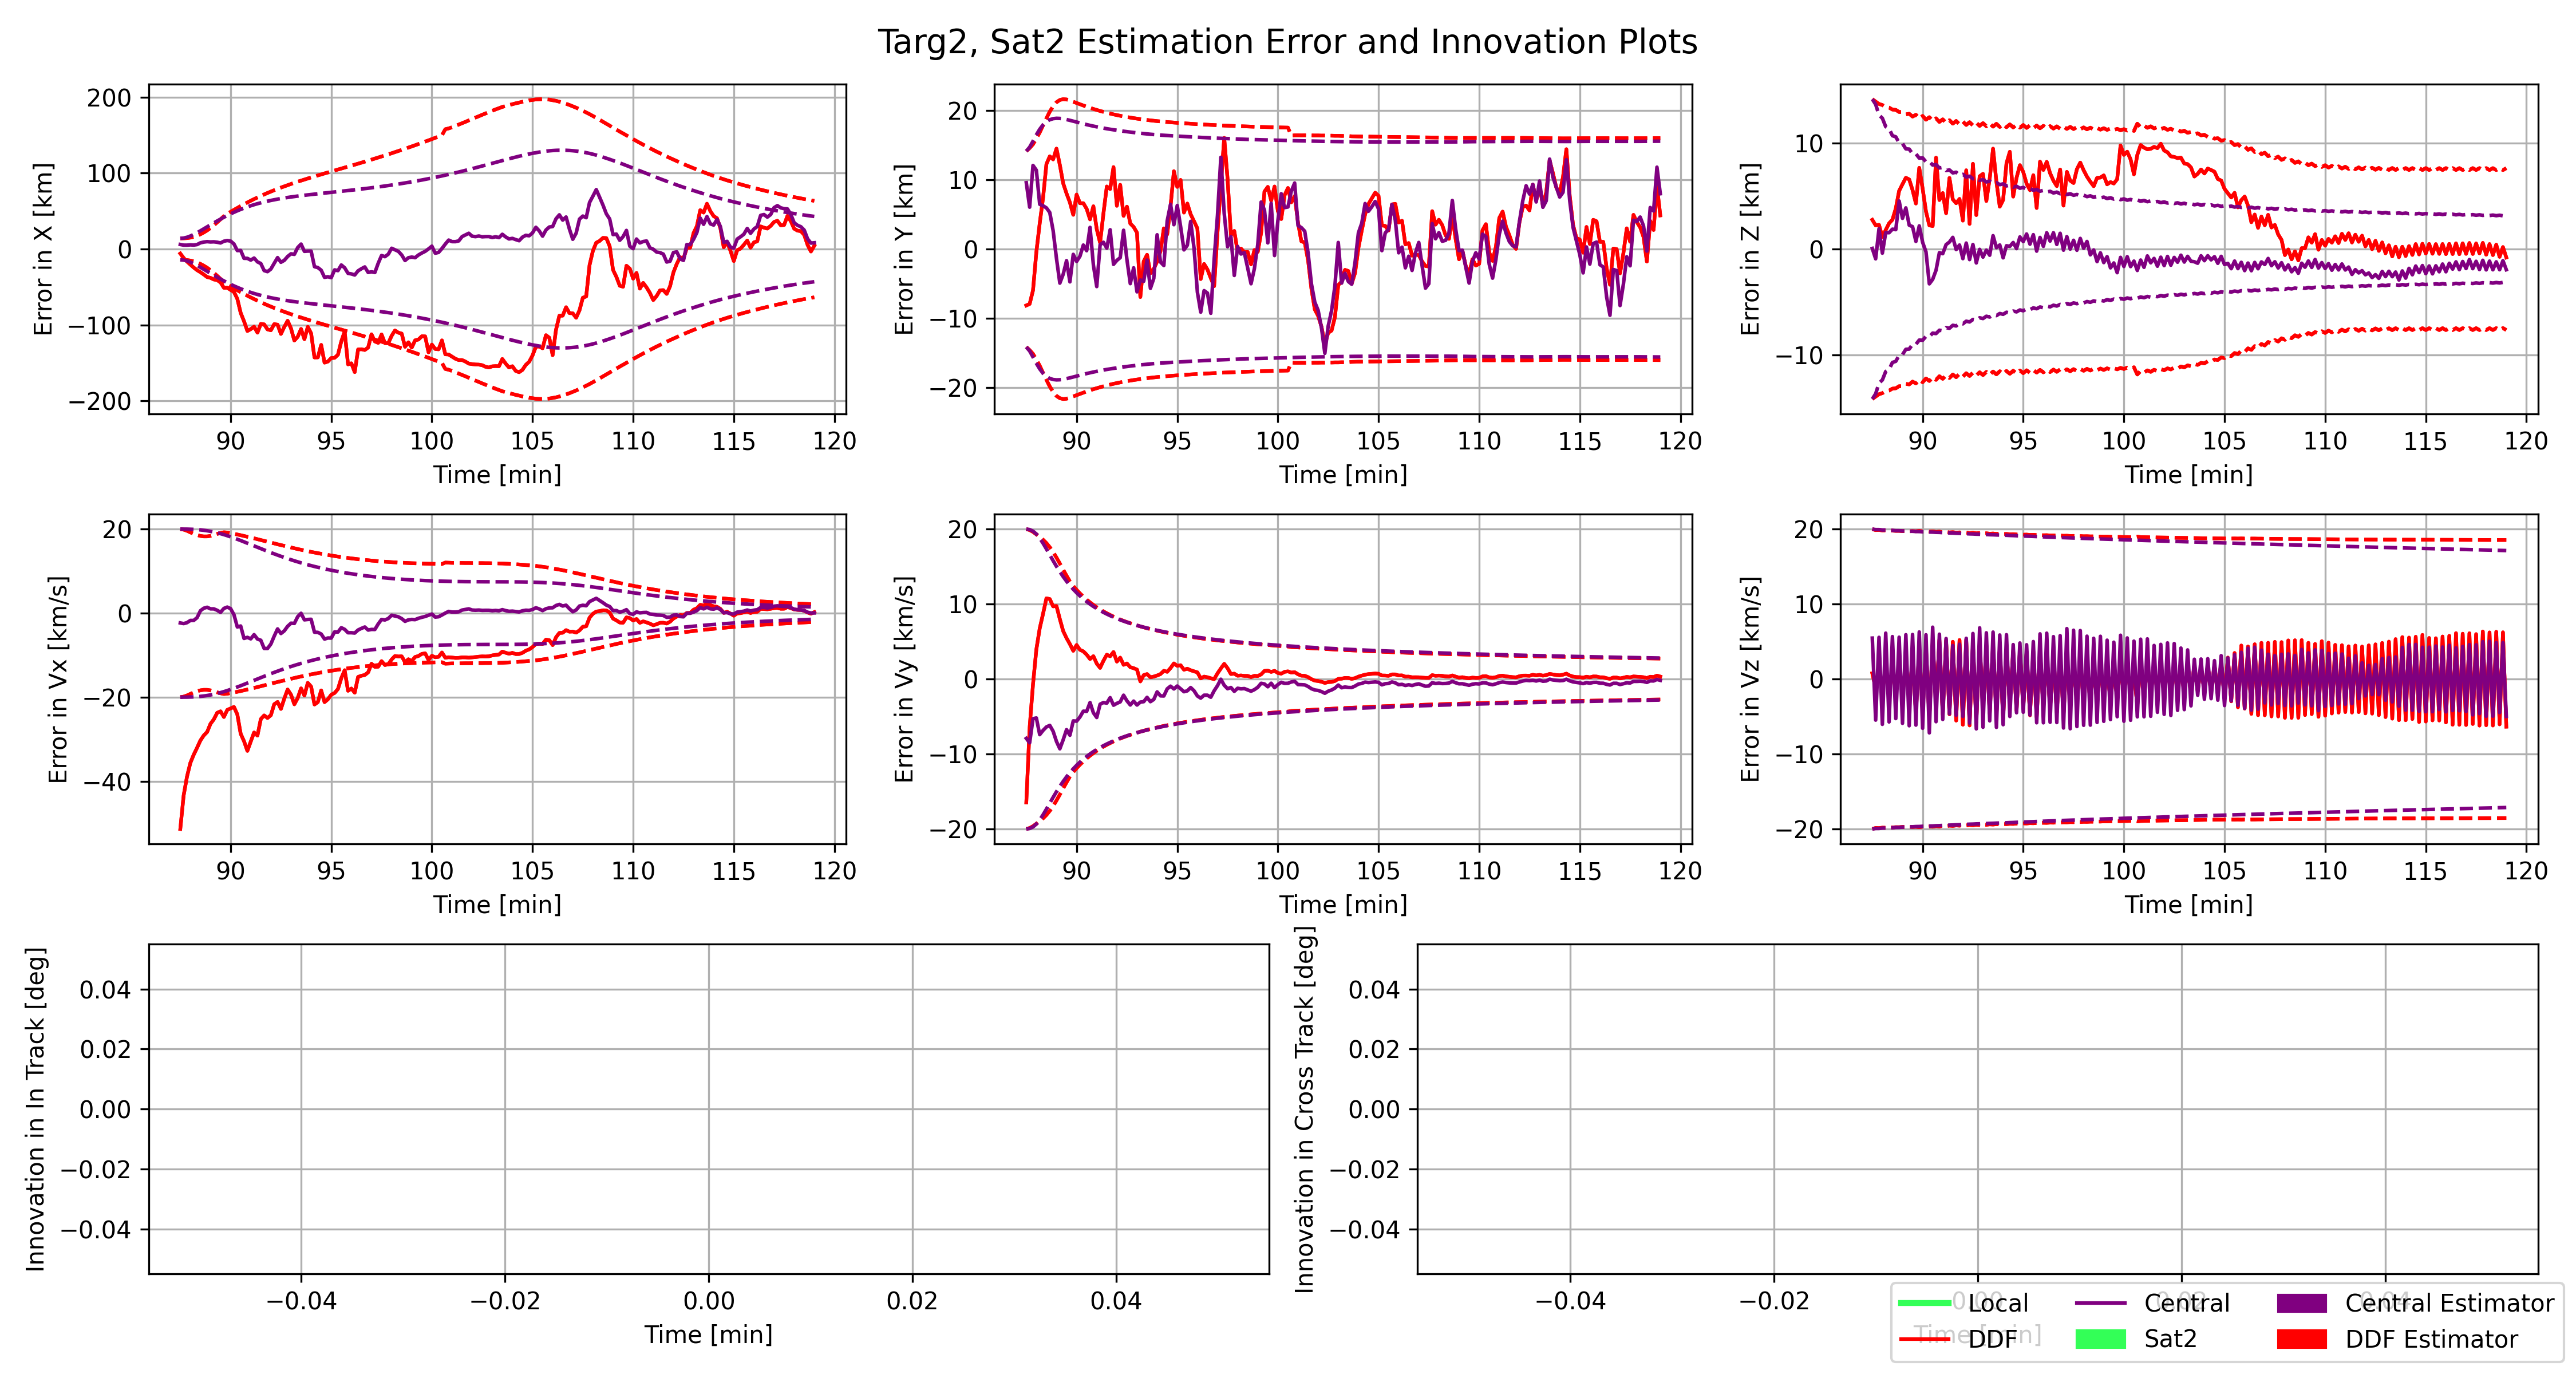 Targ2, Sat2 Estimation Error and Innovation Plots
Error in X [km]
200
100
0
−100
−200
90 95 100 105 110 115 120
Time [min]
Error in Y [km]
20
10
0
−10
−20
90 95 100 105 110 115 120
Time [min]
Error in Z [km]
10
0
−10
90 95 100 105 110 115 120
Time [min]
Error in Vx [km/s]
20
0
−20
−40
90 95 100 105 110 115 120
Time [min]
Error in Vy [km/s]
20
10
0
−10
−20
90 95 100 105 110 115 120
Time [min]
Error in Vz [km/s]
20
10
0
−10
−20
90 95 100 105 110 115 120
Time [min]
Innovation in In Track [deg]
0.04
0.02
0.00
−0.02
−0.04
−0.04 −0.02 0.00 0.02 0.04
Time [min]
Innovation in Cross Track [deg]
0.04
0.02
0.00
−0.02
−0.04
−0.04 −0.02 0.00 0.02 0.04
Time [min]
Local Central Central Estimator
DDF Sat2 DDF Estimator